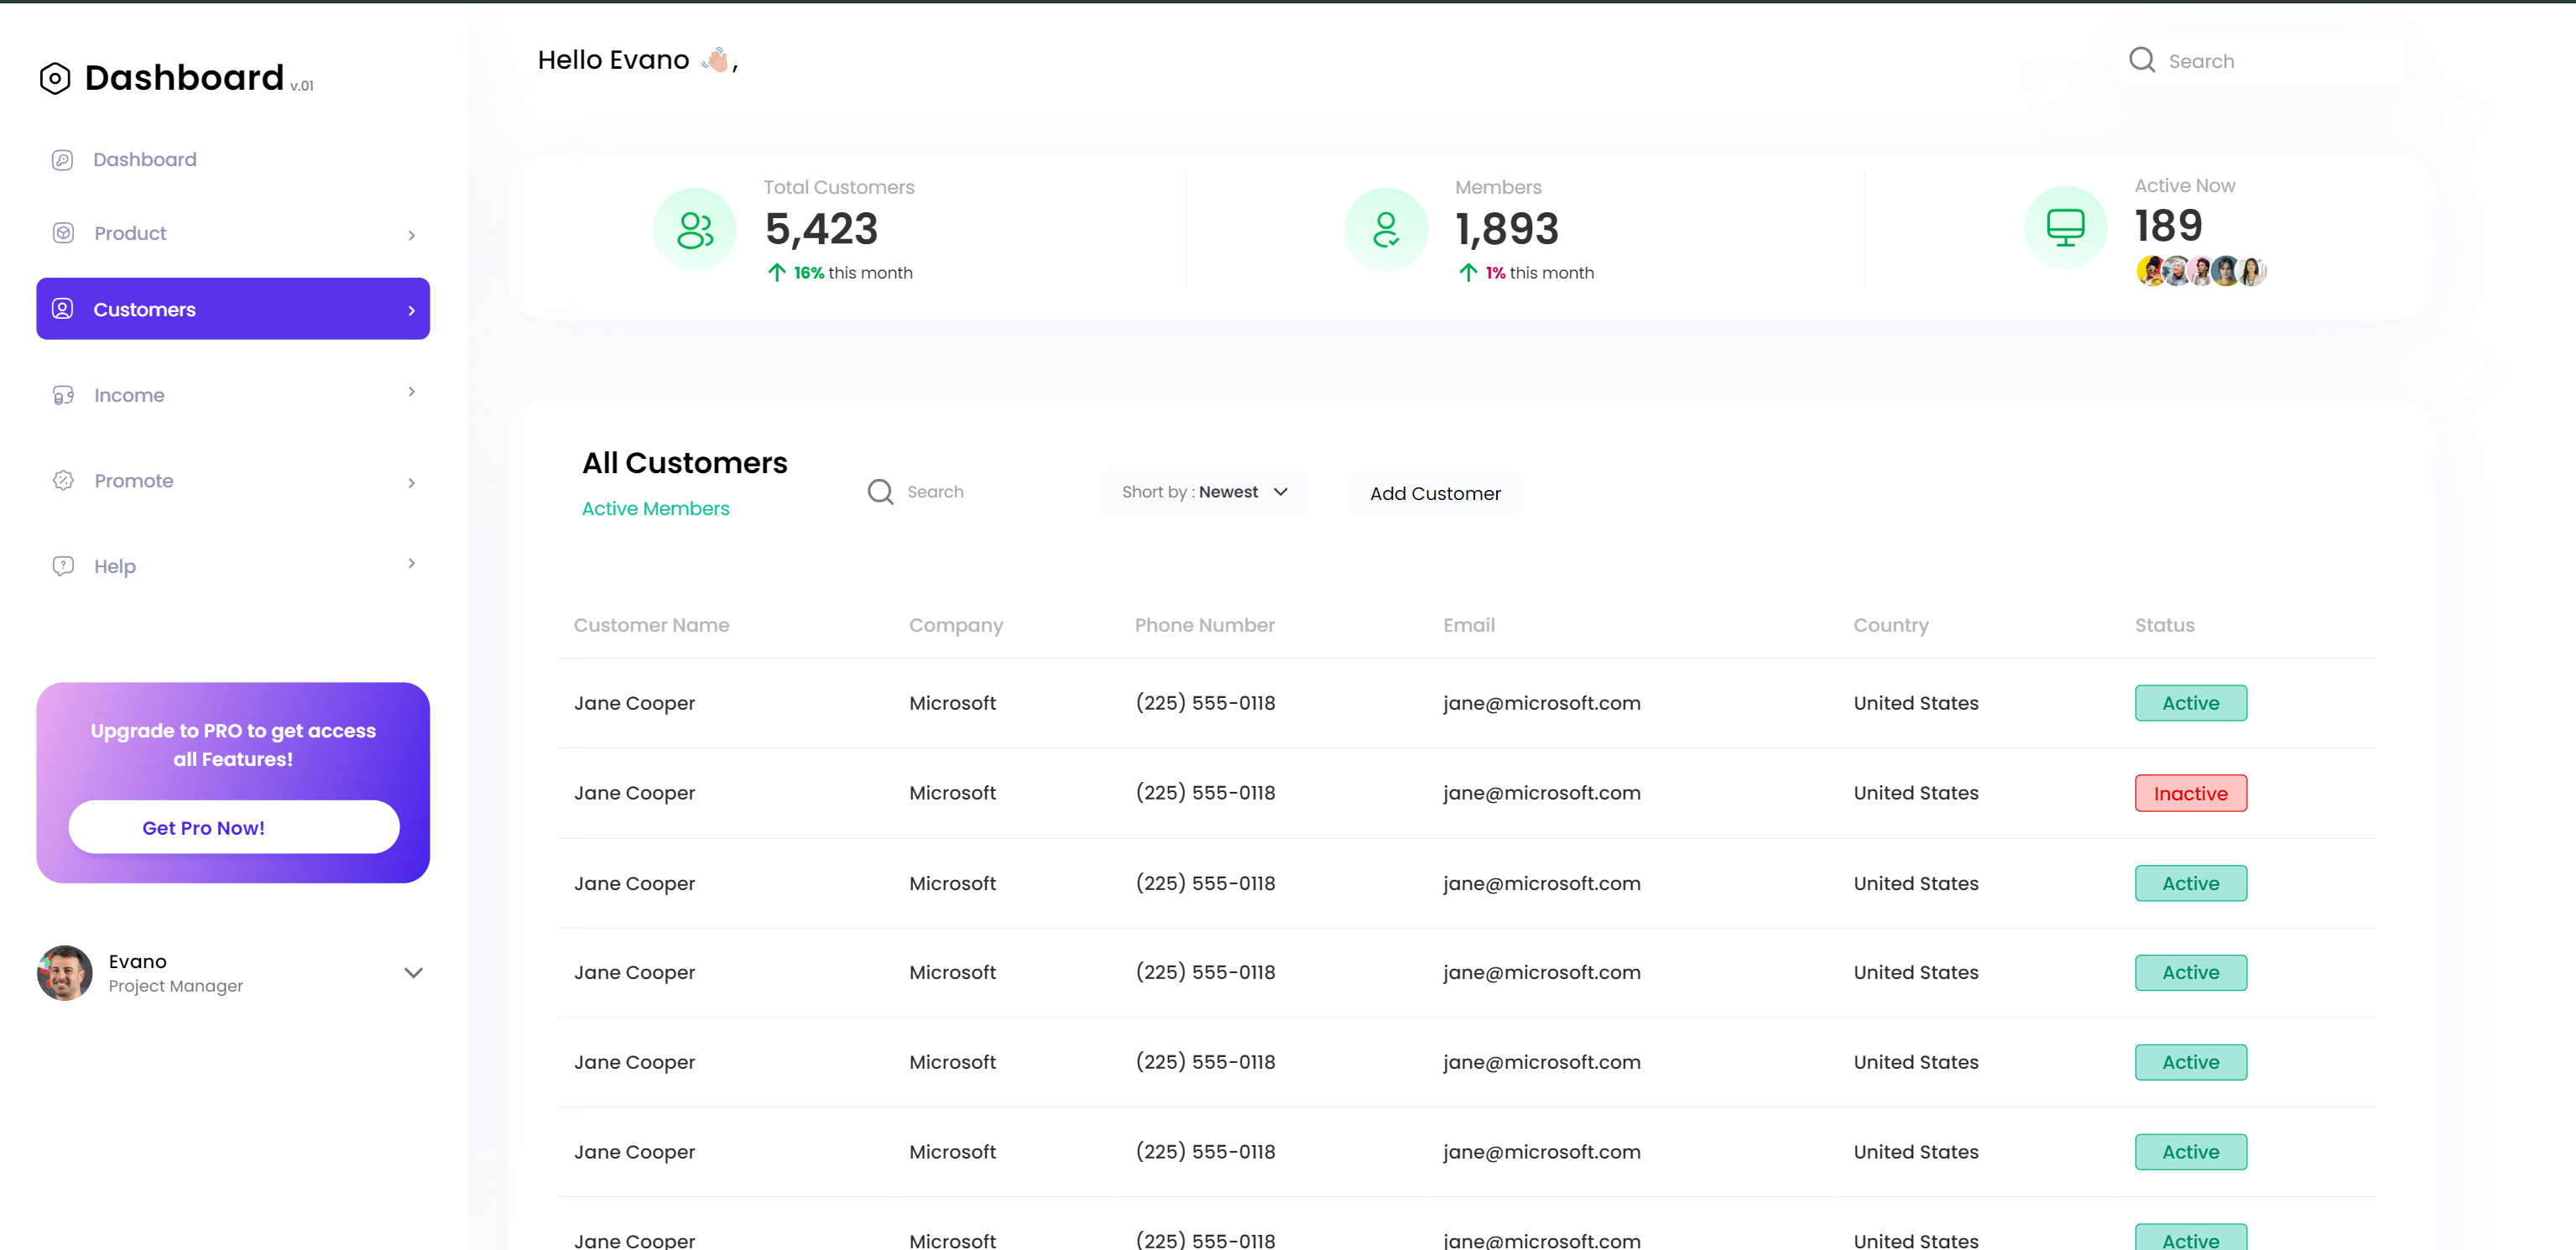 Dashboard v.01
Dashboard
Product
Customers
Income
Promote
Help
Upgrade to PRO to get access
all Features!
Get Pro Now!
Evano
Project Manager
Hello Evano 👋🏼,
Search
Total Customers
5,423
16% this month
Members
1,893
1% this month
Active Now
189
All Customers
Active Members
Search
Short by : Newest
Add Customer
Customer Name Company Phone Number Email Country Status
Jane Cooper Microsoft (225) 555-0118 jane@microsoft.com United States Active
Jane Cooper Microsoft (225) 555-0118 jane@microsoft.com United States Inactive
Jane Cooper Microsoft (225) 555-0118 jane@microsoft.com United States Active
Jane Cooper Microsoft (225) 555-0118 jane@microsoft.com United States Active
Jane Cooper Microsoft (225) 555-0118 jane@microsoft.com United States Active
Jane Cooper Microsoft (225) 555-0118 jane@microsoft.com United States Active
Jane Cooper Microsoft (225) 555-0118 jane@microsoft.com United States Active